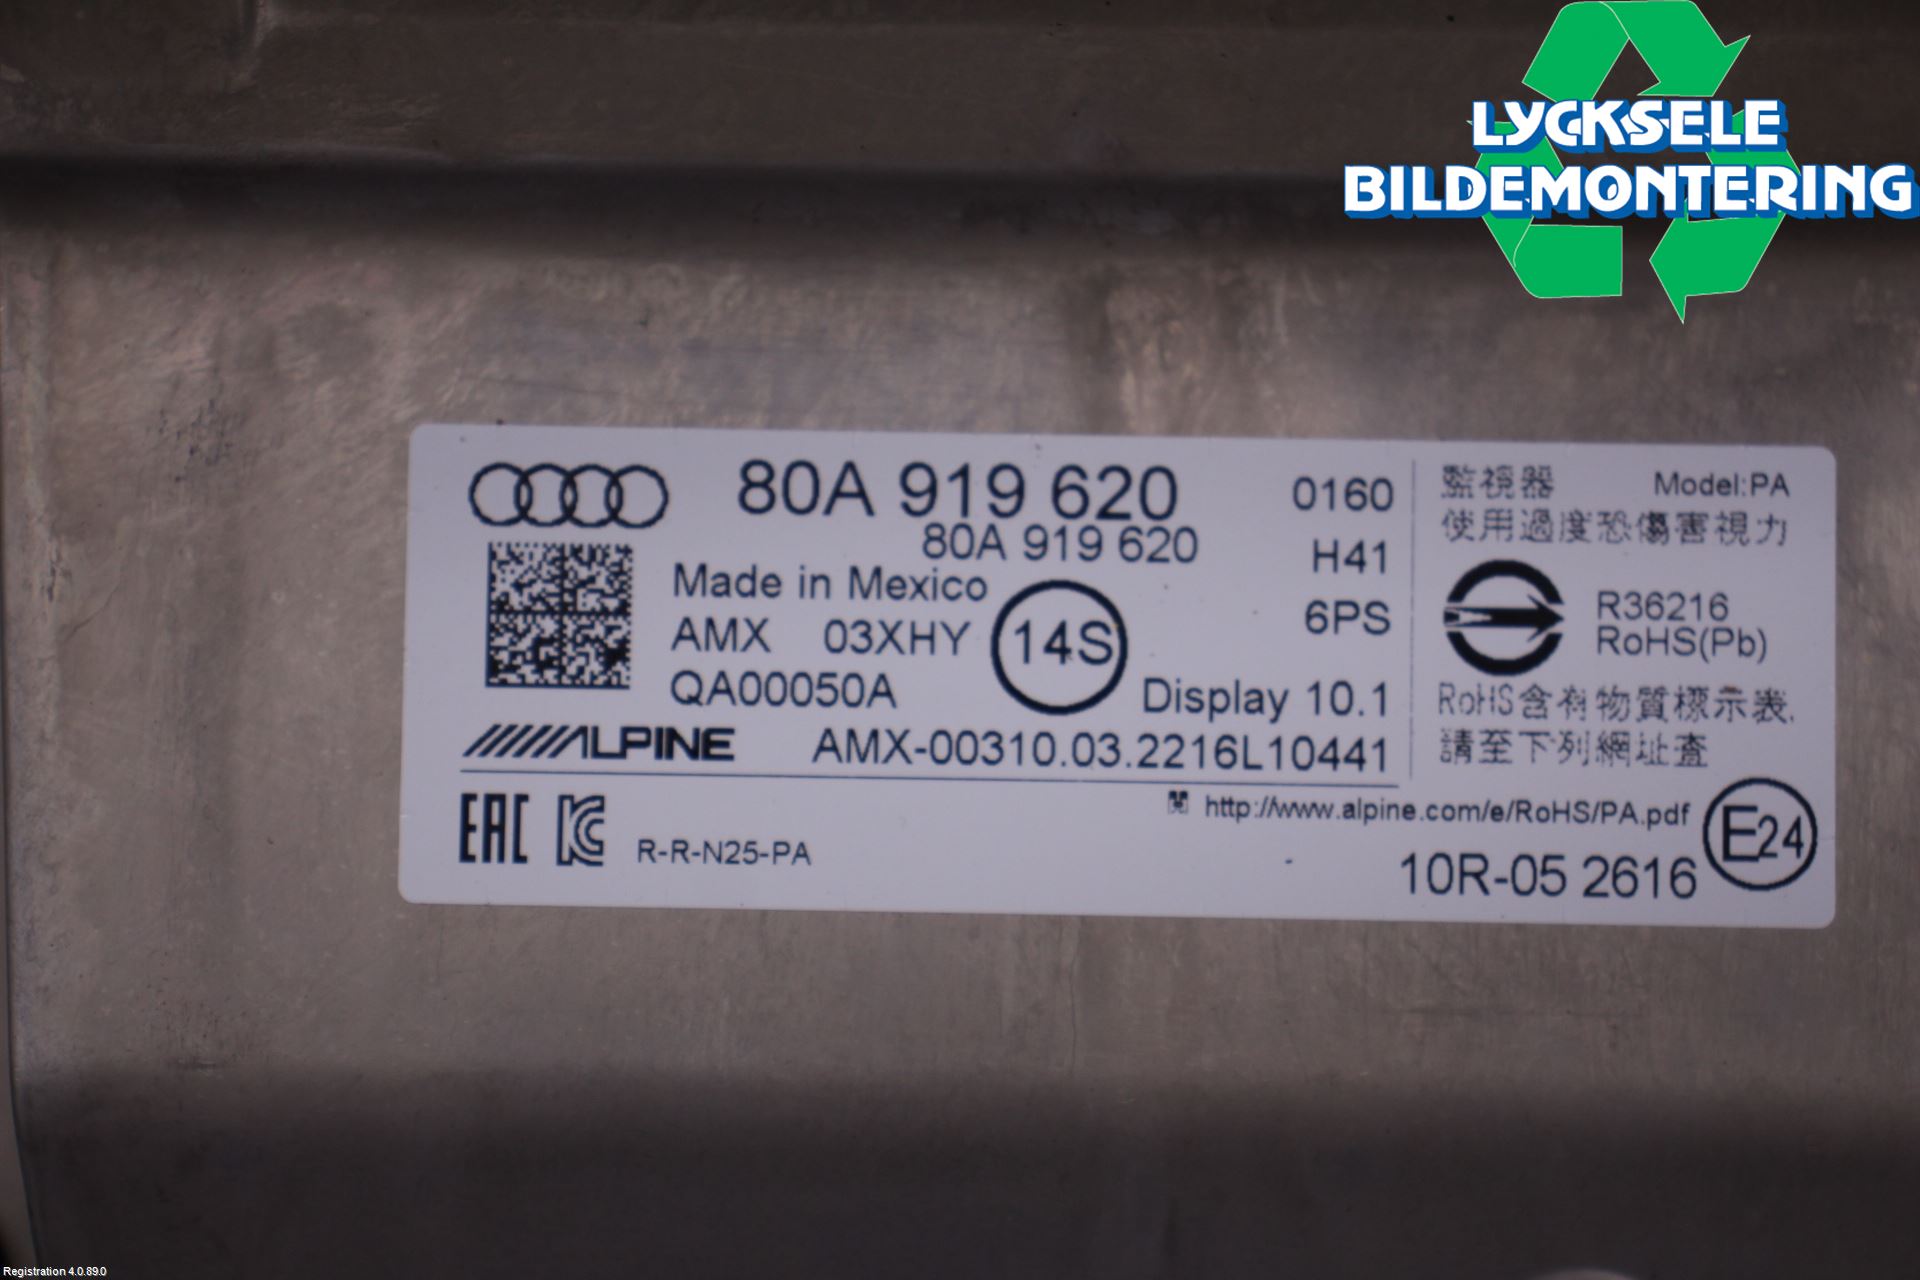 LYCKSELE
BILDEMONTERING
80A 919 620
80A 919 620
0160
H41
6PS
Made in Mexico
AMX 03XHY
14S
QA00050A
Display 10.1
ALPINE
AMX-00310.03.2216L10441
監視器 Model:PA
使用過度恐傷害視力
R36216
RoHS(Pb)
RoHS含有物質標示表,
請至下列網址查
http://www.alpine.com/e/RoHS/PA.pdf
EAC KC R-R-N25-PA
10R-05 2616
E24
Registration 4.0.89.0